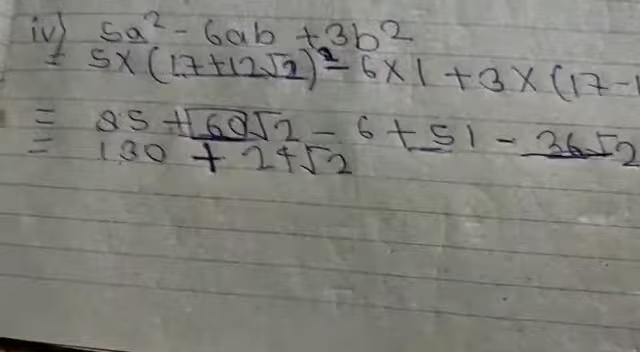 iv) 5a² - 6ab + 3b²
= 5×(17+12√2)² - 6×1 + 3×(17-1
= 85 + 60√2 - 6 + 51 - 36√2
= 130 + 24√2